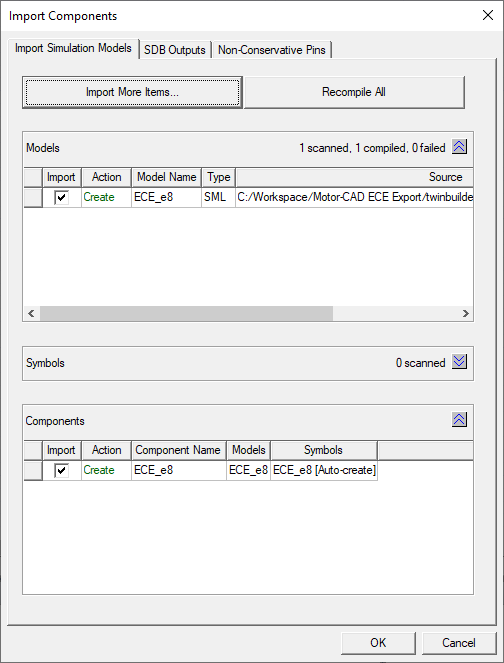 Import Components
Import Simulation Models SDB Outputs Non-Conservative Pins
Import More Items... Recompile All
Models 1 scanned, 1 compiled, 0 failed
Import Action Model Name Type Source
Create ECE_e8 SML C:/Workspace/Motor-CAD ECE Export/twinbuilde
Symbols 0 scanned
Components
Import Action Component Name Models Symbols
Create ECE_e8 ECE_e8 ECE_e8 [Auto-create]
OK Cancel